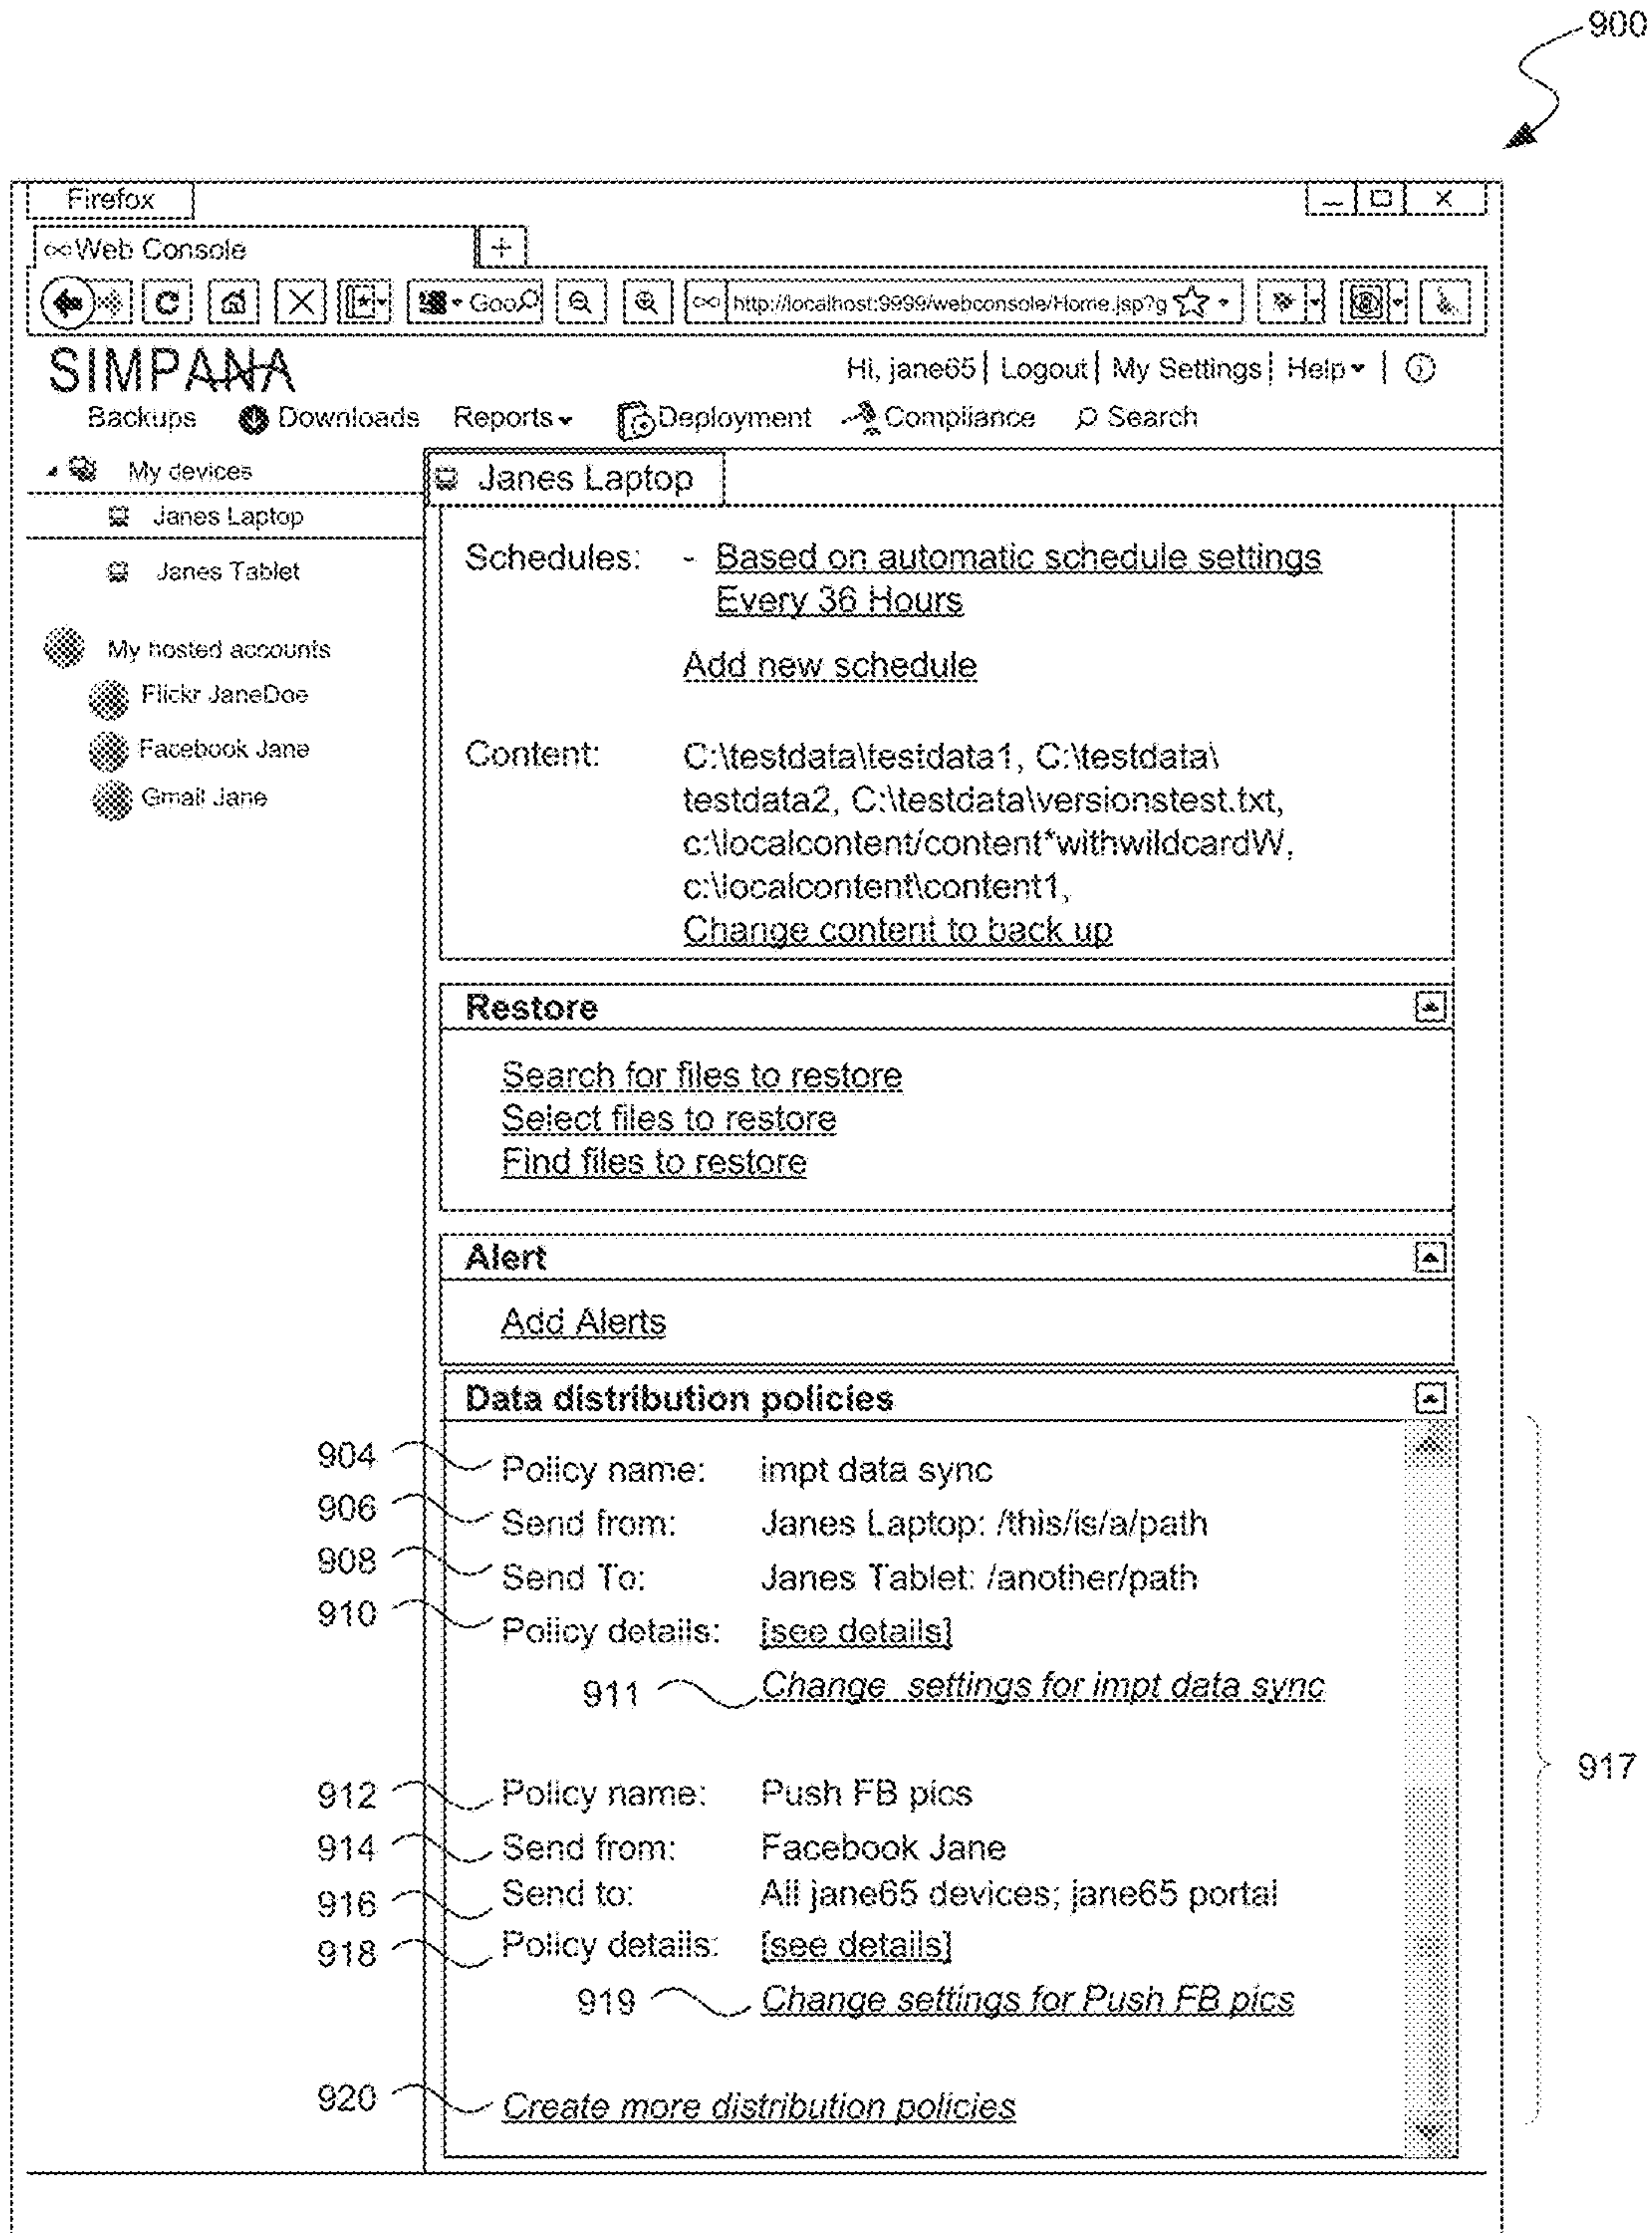 900
Firefox
Web Console
+
Goo
http://localhost:9999/webconsole/Home.jsp?g
SIMPANA
Hi, jane65 | Logout | My Settings | Help |
Backups Downloads Reports Deployment Compliance Search
My devices
Janes Laptop
Janes Tablet
My hosted accounts
Flickr JaneDoe
Facebook Jane
Gmail Jane
Janes Laptop
Schedules: - Based on automatic schedule settings
Every 36 Hours
Add new schedule
Content: C:\testdata\testdata1, C:\testdata\
testdata2, C:\testdata\versionstest.txt,
c:\localcontent/content*withwildcardW,
c:\localcontent\content1,
Change content to back up
Restore
Search for files to restore
Select files to restore
Find files to restore
Alert
Add Alerts
Data distribution policies
904 Policy name: impt data sync
906 Send from: Janes Laptop: /this/is/a/path
908 Send To: Janes Tablet: /another/path
910 Policy details: [see details]
911 Change settings for impt data sync
917
912 Policy name: Push FB pics
914 Send from: Facebook Jane
916 Send to: All jane65 devices; jane65 portal
918 Policy details: [see details]
919 Change settings for Push FB pics
920 Create more distribution policies